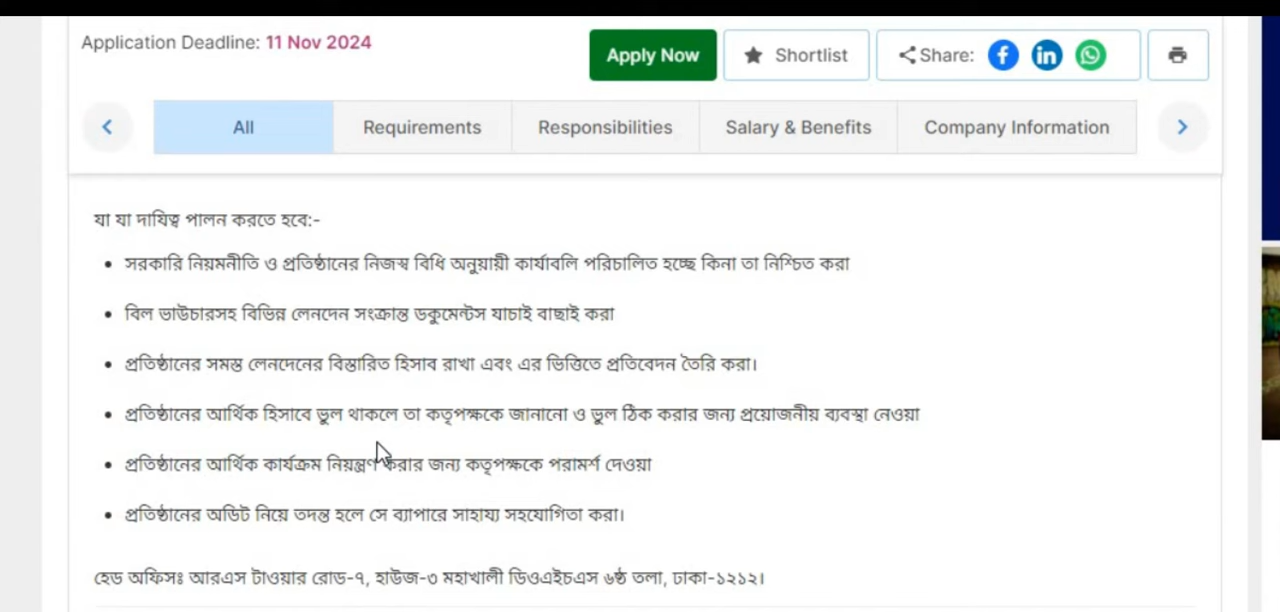 Application Deadline: 11 Nov 2024
Apply Now
Shortlist
Share:
All
Requirements
Responsibilities
Salary & Benefits
Company Information
যা যা দাযিত্ব পালন করতে হবে:-
সরকারি নিয়মনীতি ও প্রতিষ্ঠানের নিজস্ব বিধি অনুয়ায়ী কার্যাবলি পরিচালিত হচ্ছে কিনা তা নিশ্চিত করা
বিল ভাউচারসহ বিভিন্ন লেনদেন সংক্রান্ত ডকুমেন্টস যাচাই বাছাই করা
প্রতিষ্ঠানের সমস্ত লেনদেনের বিস্তারিত হিসাব রাখা এবং এর ভিত্তিতে প্রতিবেদন তৈরি করা।
প্রতিষ্ঠানের আর্থিক হিসাবে ভুল থাকলে তা কতৃপক্ষকে জানানো ও ভুল ঠিক করার জন্য প্রয়োজনীয় ব্যবস্থা নেওয়া
প্রতিষ্ঠানের আর্থিক কার্যক্রম নিয়ন্ত্রণ করার জন্য কতৃপক্ষকে পরামর্শ দেওয়া
প্রতিষ্ঠানের অডিট নিয়ে তদন্ত হলে সে ব্যাপারে সাহায্য সহযোগিতা করা।
হেড অফিসঃ আরএস টাওয়ার রোড-৭, হাউজ-৩ মহাখালী ডিওএইচএস ৬ষ্ঠ তলা, ঢাকা-১২১২।